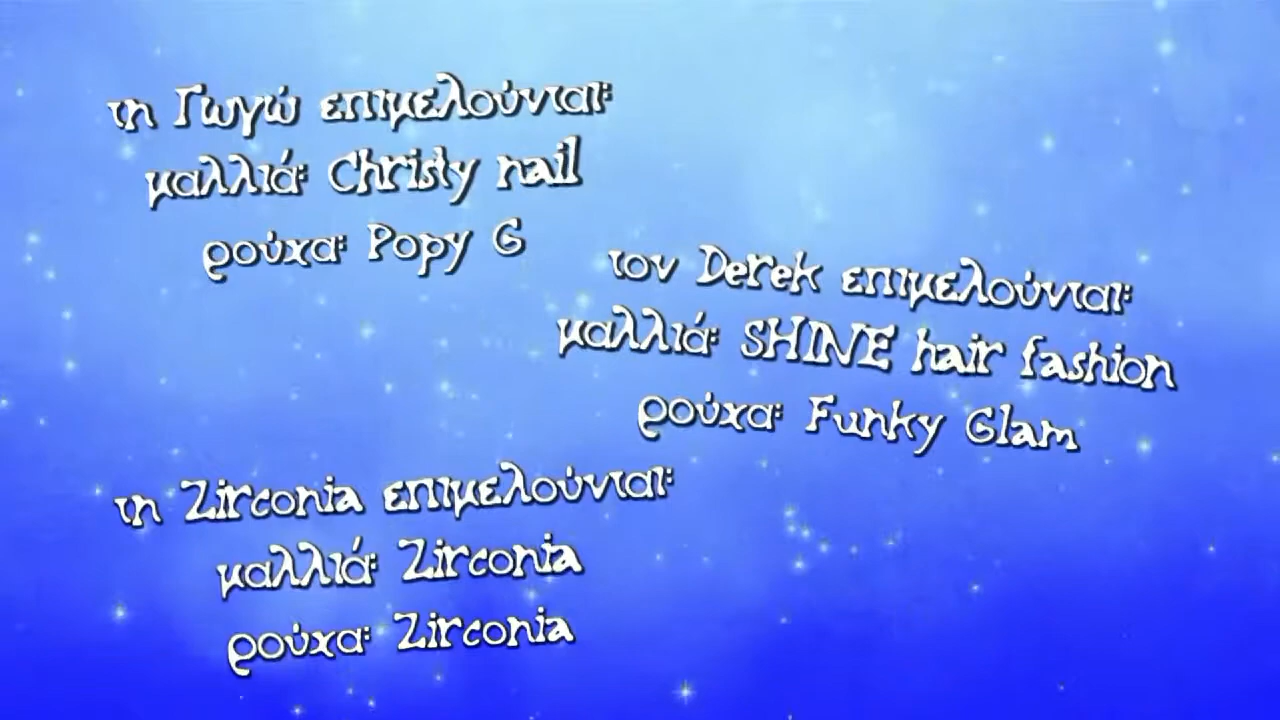 τη Γωγώ επιμελούνται:
μαλλιά: Christy nail
ρούχα: Popy G
τον Derek επιμελούνται:
μαλλιά: SHINE hair fashion
ρούχα: Funky Glam
τη Zirconia επιμελούνται:
μαλλιά: Zirconia
ρούχα: Zirconia